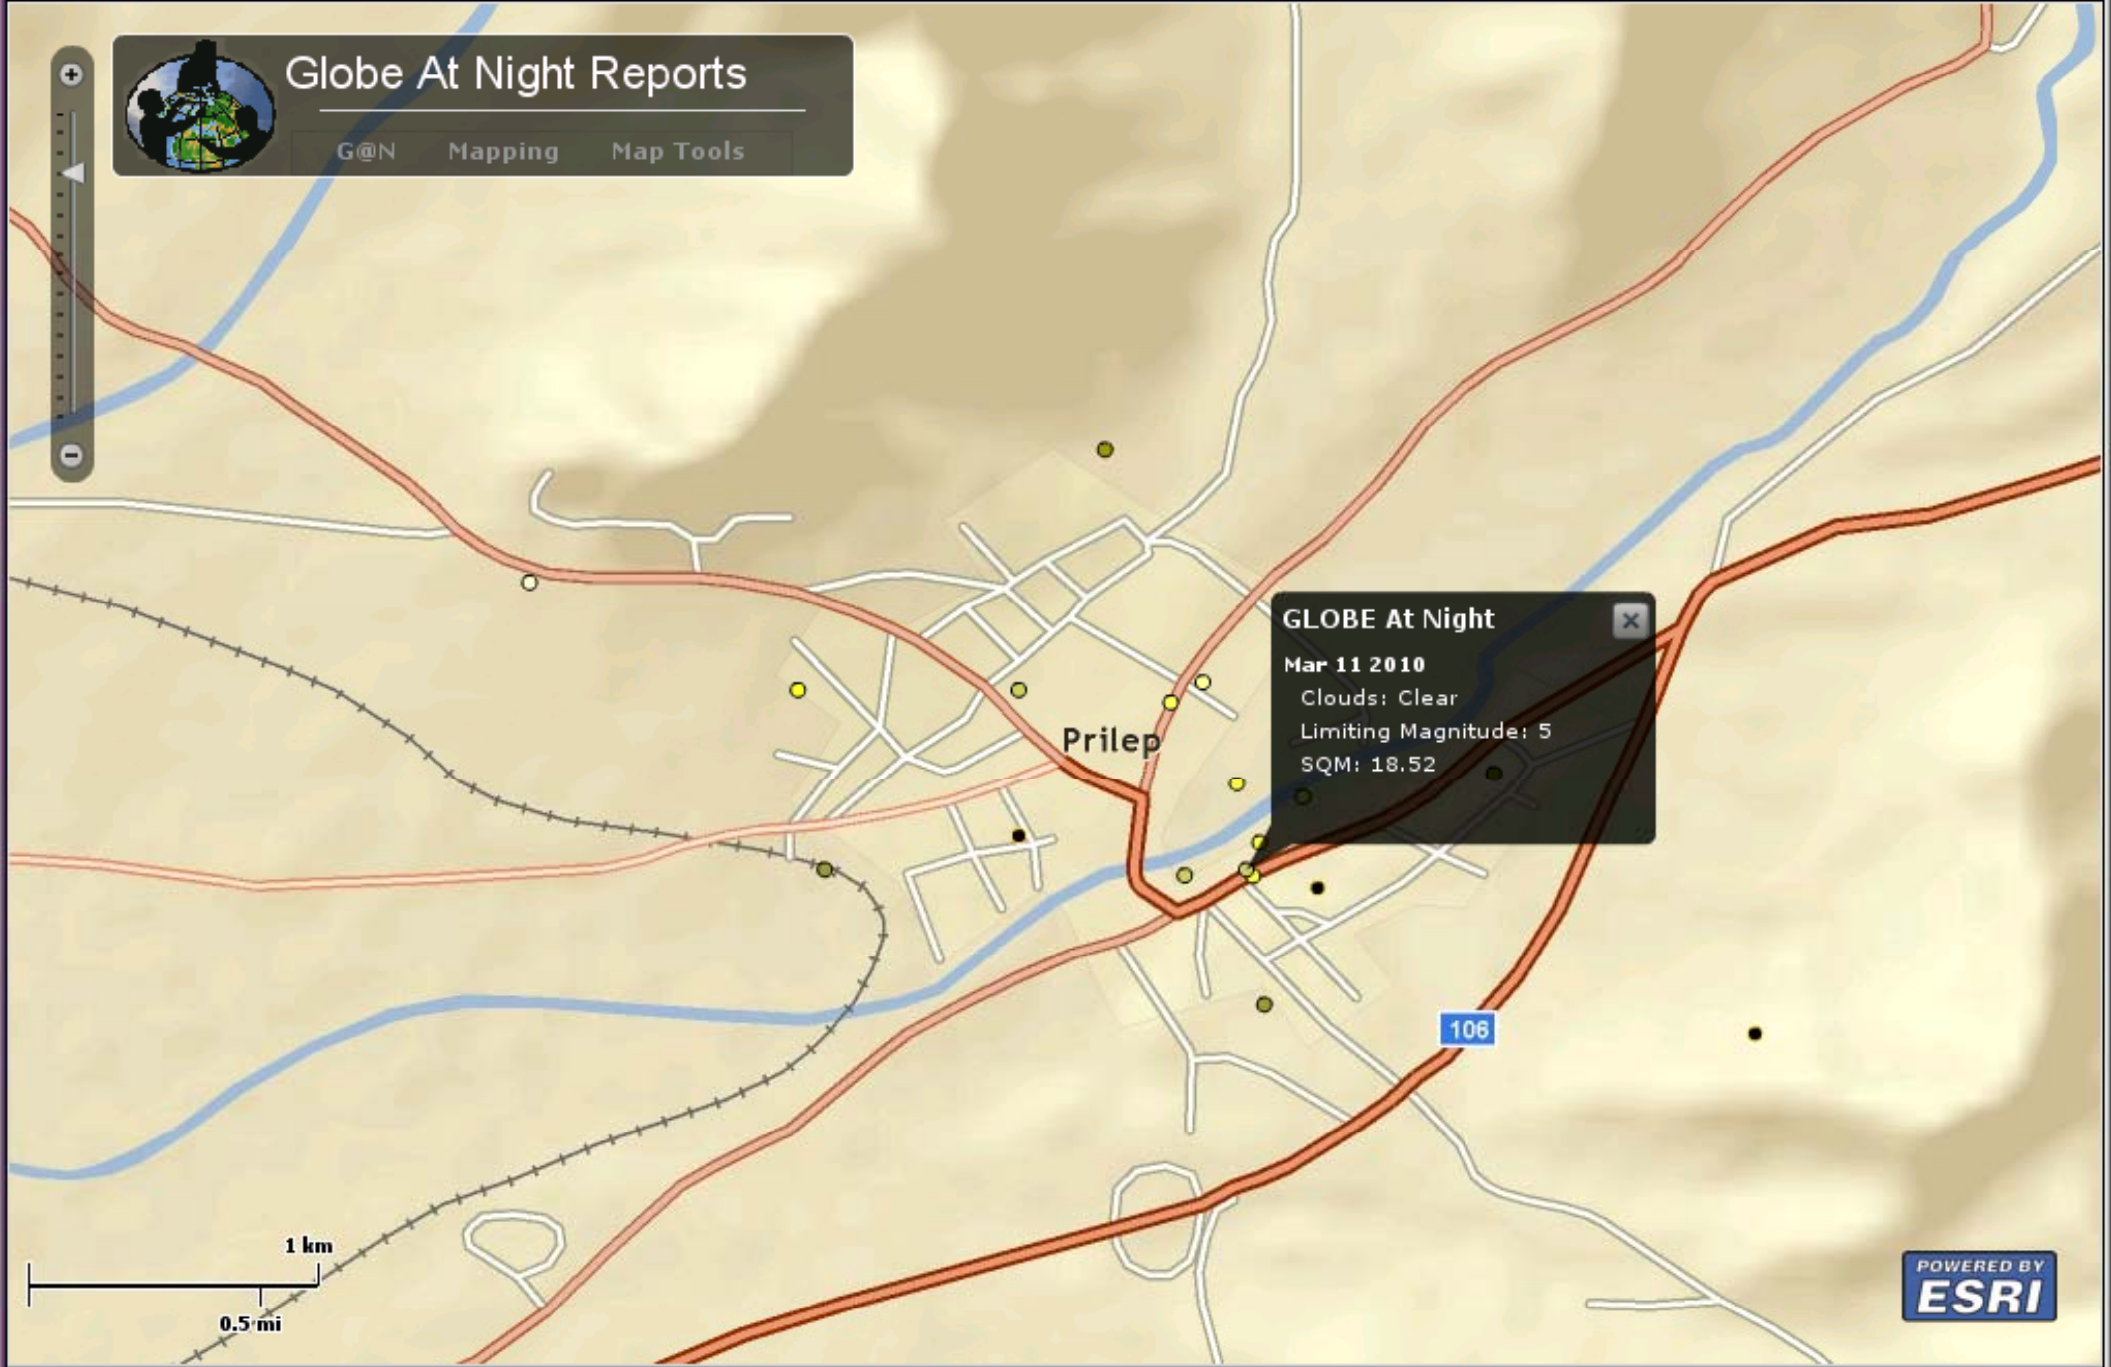 Globe At Night Reports
G@N Mapping Map Tools
GLOBE At Night
Mar 11 2010
Clouds: Clear
Limiting Magnitude: 5
SQM: 18.52
Prilep
106
1 km
0.5 mi
POWERED BY
ESRI